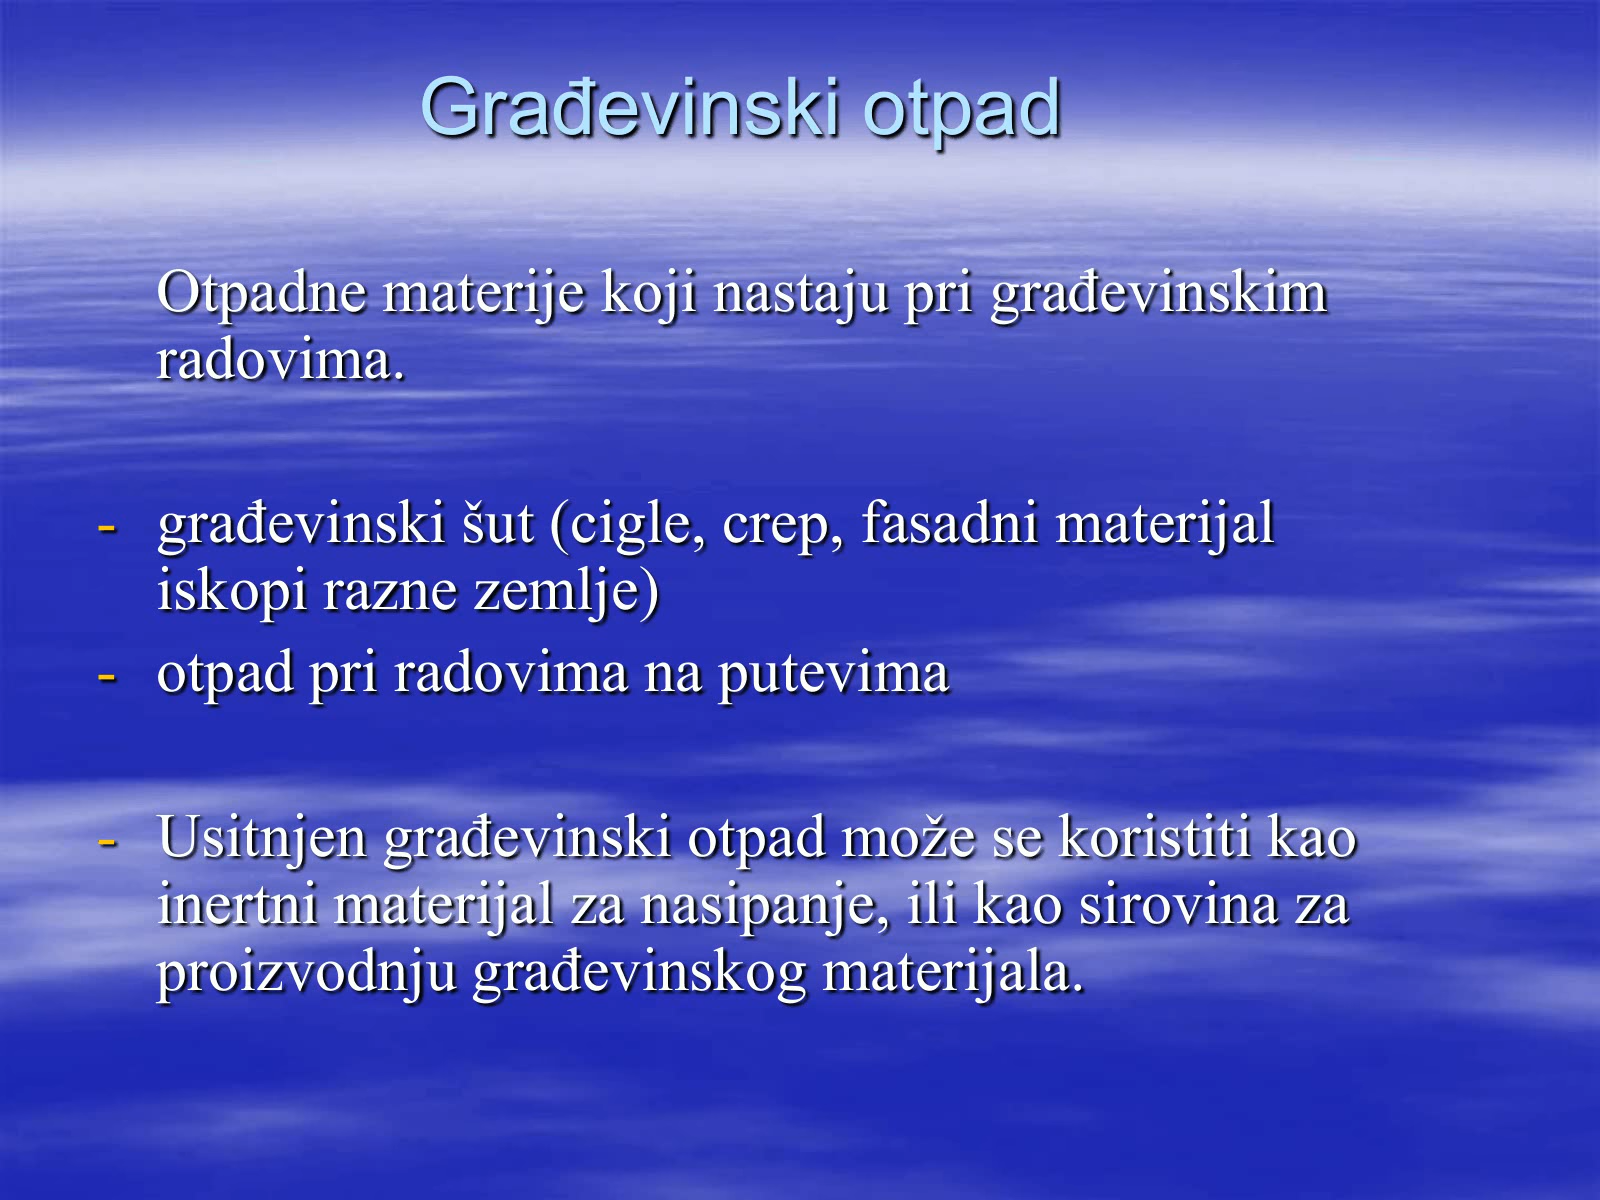 Građevinski otpad
Otpadne materije koji nastaju pri građevinskim
radovima.
- građevinski šut (cigle, crep, fasadni materijal
iskopi razne zemlje)
- otpad pri radovima na putevima
- Usitnjen građevinski otpad može se koristiti kao
inertni materijal za nasipanje, ili kao sirovina za
proizvodnju građevinskog materijala.